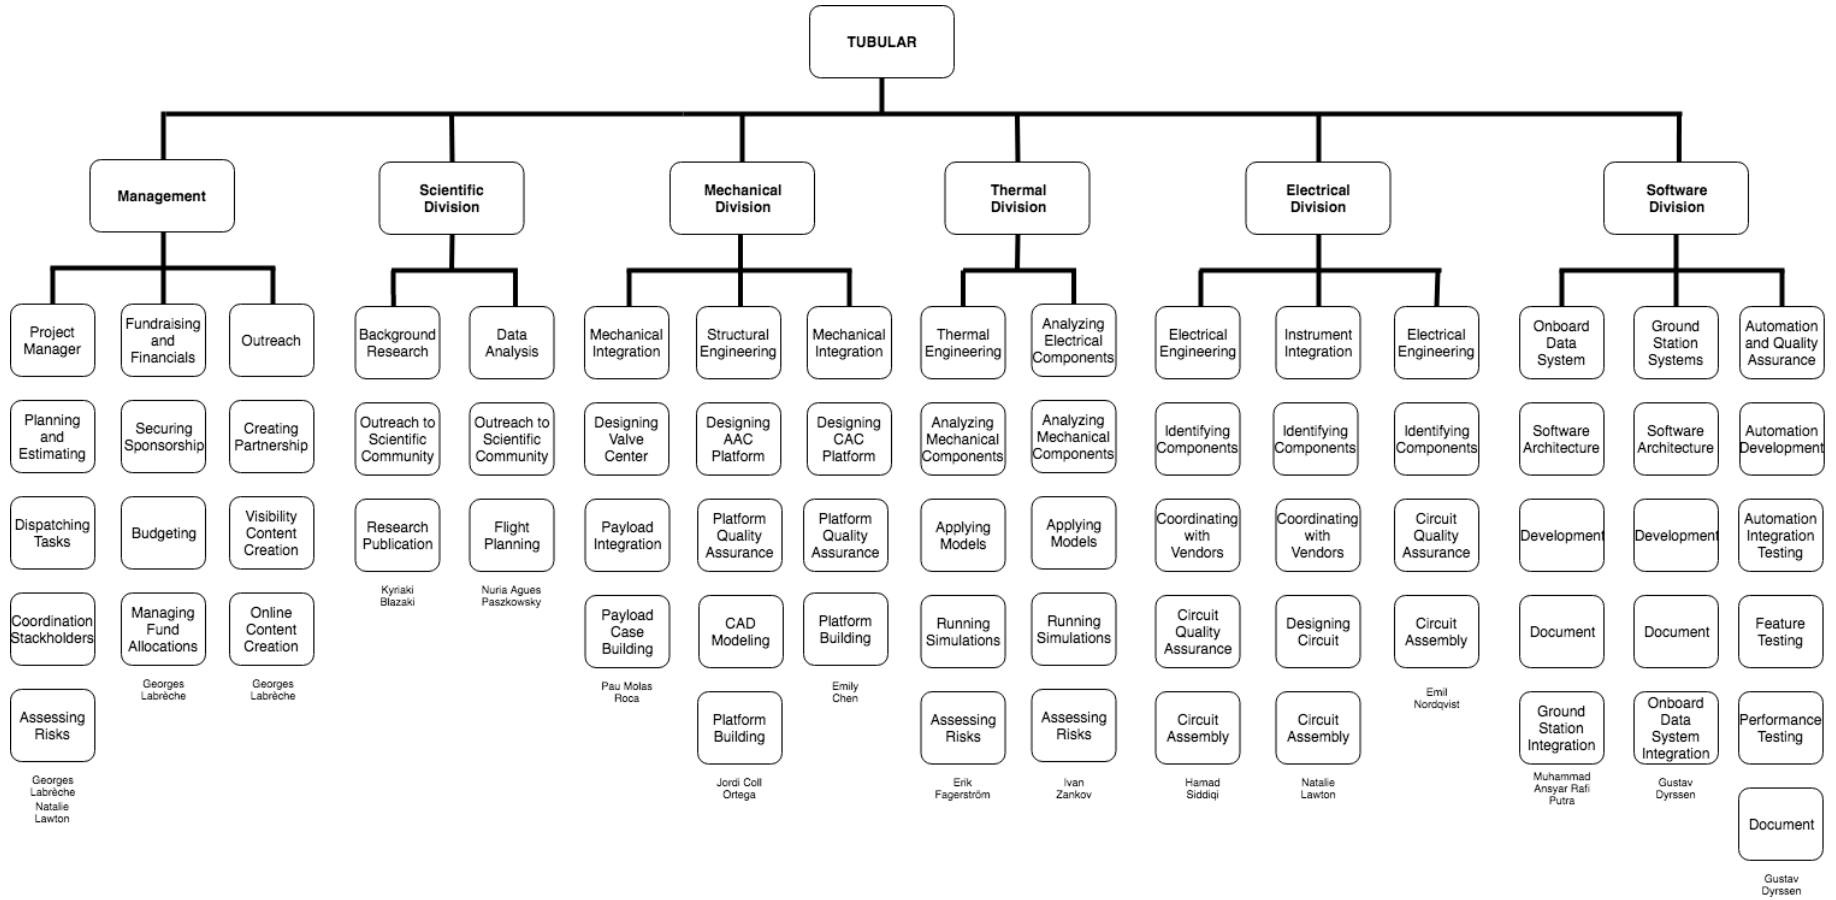 TUBULAR
Management
Scientific
Division
Mechanical
Division
Thermal
Division
Electrical
Division
Software
Division
Project
Manager
Planning
and
Estimating
Dispatching
Tasks
Coordination
Stackholders
Assessing
Risks
Georges
Labrèche
Natalie
Lawton
Fundraising
and
Financials
Securing
Sponsorship
Budgeting
Managing
Fund
Allocations
Georges
Labrèche
Outreach
Creating
Partnership
Visibility
Content
Creation
Online
Content
Creation
Georges
Labrèche
Background
Research
Outreach to
Scientific
Community
Research
Publication
Kyriaki
Blazaki
Data
Analysis
Outreach to
Scientific
Community
Flight
Planning
Nuria Agues
Paszkowsky
Mechanical
Integration
Designing
Valve
Center
Payload
Integration
Payload
Case
Building
Pau Molas
Roca
Structural
Engineering
Designing
AAC
Platform
Platform
Quality
Assurance
CAD
Modeling
Platform
Building
Jordi Coll
Ortega
Mechanical
Integration
Designing
CAC
Platform
Platform
Quality
Assurance
Platform
Building
Emily
Chen
Thermal
Engineering
Analyzing
Mechanical
Components
Applying
Models
Running
Simulations
Assessing
Risks
Erik
Fagerström
Analyzing
Electrical
Components
Analyzing
Mechanical
Components
Applying
Models
Running
Simulations
Assessing
Risks
Ivan
Zankov
Electrical
Engineering
Identifying
Components
Coordinating
with
Vendors
Circuit
Quality
Assurance
Circuit
Assembly
Hamad
Siddiqi
Instrument
Integration
Identifying
Components
Coordinating
with
Vendors
Designing
Circuit
Circuit
Assembly
Natalie
Lawton
Electrical
Engineering
Identifying
Components
Circuit
Quality
Assurance
Circuit
Assembly
Emil
Nordqvist
Onboard
Data
System
Software
Architecture
Development
Document
Ground
Station
Integration
Muhammad
Ansyar Rafi
Putra
Ground
Station
Systems
Software
Architecture
Development
Document
Onboard
Data
System
Integration
Gustav
Dyrssen
Automation
and Quality
Assurance
Automation
Development
Automation
Integration
Testing
Feature
Testing
Performance
Testing
Document
Gustav
Dyrssen